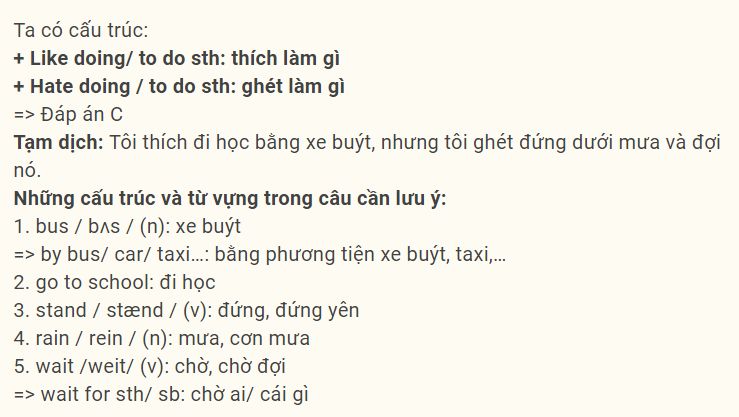 Ta có cấu trúc:
+ Like doing/ to do sth: thích làm gì
+ Hate doing / to do sth: ghét làm gì
=> Đáp án C
Tạm dịch: Tôi thích đi học bằng xe buýt, nhưng tôi ghét đứng dưới mưa và đợi
nó.
Những cấu trúc và từ vựng trong câu cần lưu ý:
1. bus / bʌs / (n): xe buýt
=> by bus/ car/ taxi…: bằng phương tiện xe buýt, taxi,…
2. go to school: đi học
3. stand / stænd / (v): đứng, đứng yên
4. rain / rein / (n): mưa, cơn mưa
5. wait /weit/ (v): chờ, chờ đợi
=> wait for sth/ sb: chờ ai/ cái gì